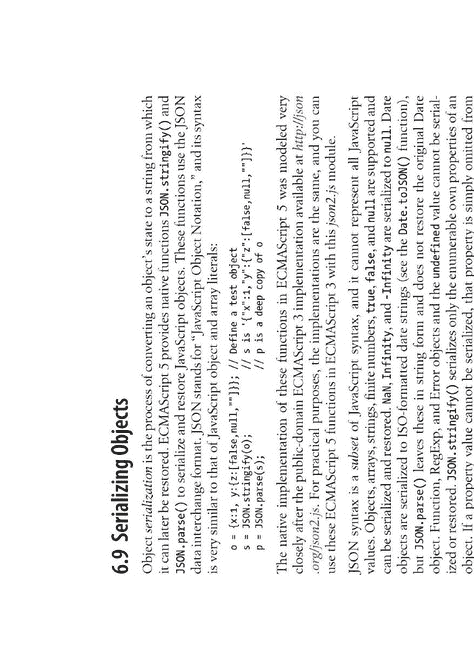 6.9 Serializing Objects
Object serialization is the process of converting an object's state to a string from which
it can later be restored. ECMAScript 5 provides native functions JSON.stringify() and
JSON.parse() to serialize and restore JavaScript objects. These functions use the JSON
data interchange format. JSON stands for “JavaScript Object Notation,” and its syntax
is very similar to that of JavaScript object and array literals:
o = {x:1, y:{z:[false,null,""]}}; // Define a test object
s = JSON.stringify(o); // s is '{"x":1,"y":{"z":[false,null,""]}}'
p = JSON.parse(s); // p is a deep copy of o
The native implementation of these functions in ECMAScript 5 was modeled very
closely after the public-domain ECMAScript 3 implementation available at http://json
.org/json2.js. For practical purposes, the implementations are the same, and you can
use these ECMAScript 5 functions in ECMAScript 3 with this json2.js module.
JSON syntax is a subset of JavaScript syntax, and it cannot represent all JavaScript
values. Objects, arrays, strings, finite numbers, true, false, and null are supported and
can be serialized and restored. NaN, Infinity, and -Infinity are serialized to null. Date
objects are serialized to ISO-formatted date strings (see the Date.toJSON() function),
but JSON.parse() leaves these in string form and does not restore the original Date
object. Function, RegExp, and Error objects and the undefined value cannot be serial-
ized or restored. JSON.stringify() serializes only the enumerable own properties of an
object. If a property value cannot be serialized, that property is simply omitted from